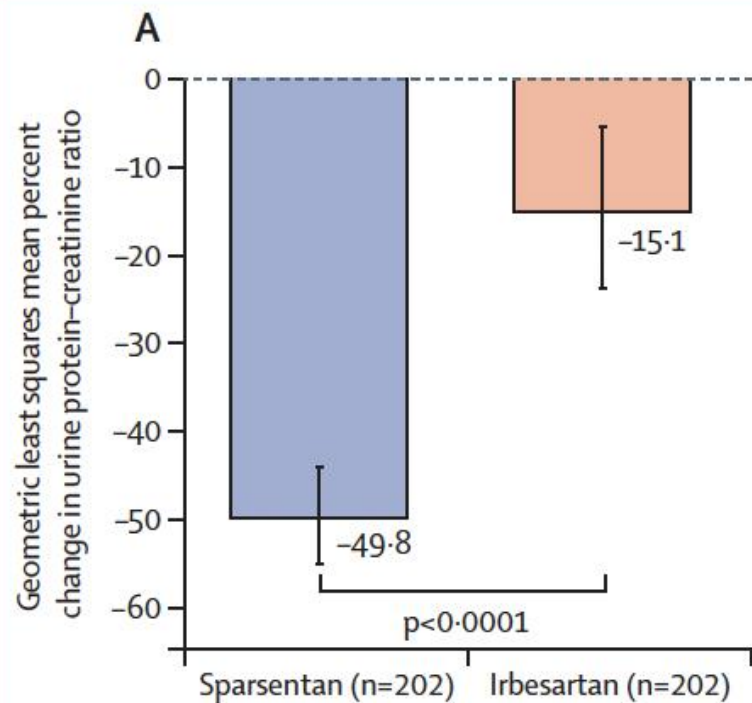 A
Geometric least squares mean percent
change in urine protein–creatinine ratio
0
–10
–20
–30
–40
–50
–60
–49·8
–15·1
p<0·0001
Sparsentan (n=202)
Irbesartan (n=202)